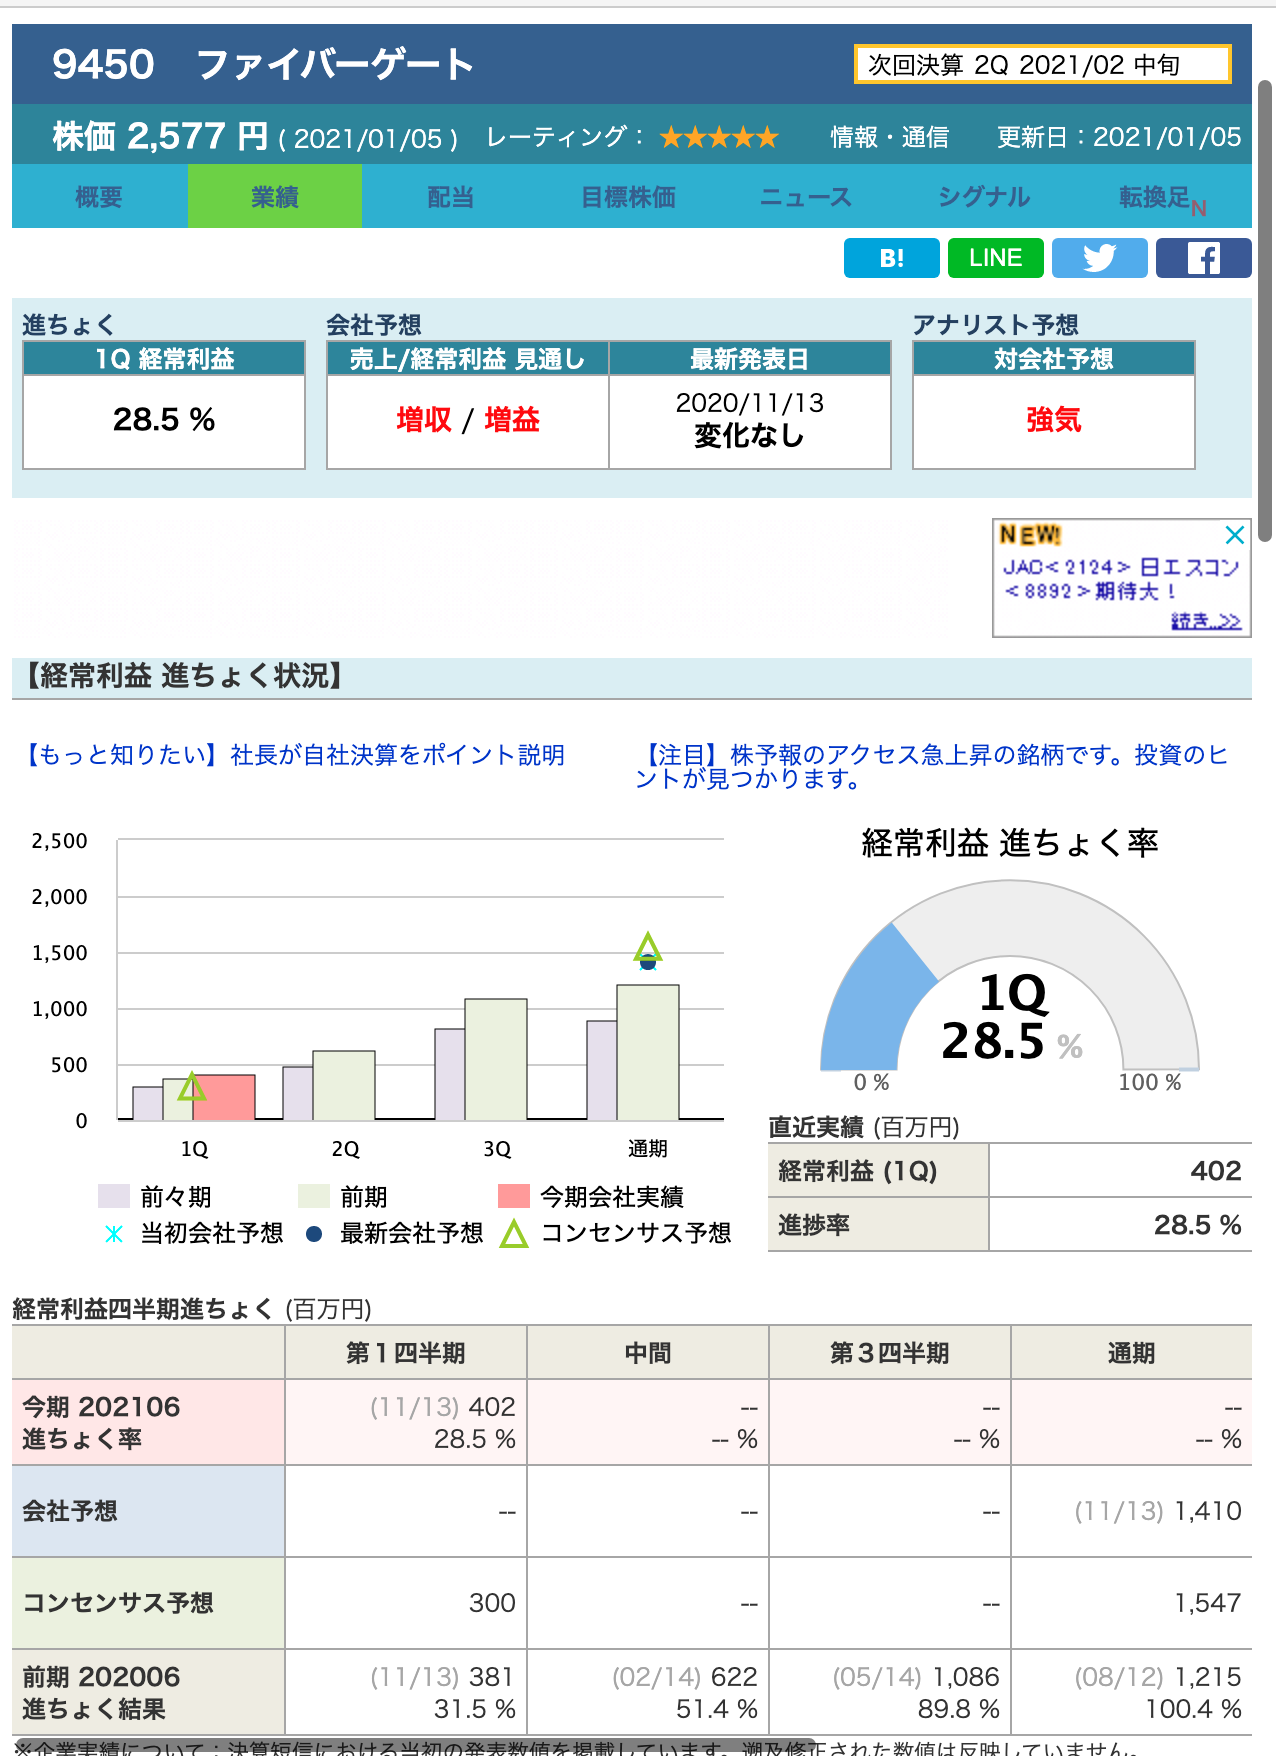 9450　ファイバーゲート
次回決算 2Q 2021/02 中旬
株価 2,577 円 ( 2021/01/05 )　レーティング： ★★★★★　情報・通信　更新日：2021/01/05
概要　業績　配当　目標株価　ニュース　シグナル　転換足N
B!　LINE
進ちょく　会社予想　アナリスト予想
1Q 経常利益　売上/経常利益 見通し　最新発表日　対会社予想
28.5 %　増収 / 増益　2020/11/13　強気
変化なし
NEW!
JAC<2124> 日エスコン
<8892>期待大！
続き..>>
【経常利益 進ちょく状況】
【もっと知りたい】社長が自社決算をポイント説明
【注目】株予報のアクセス急上昇の銘柄です。投資のヒ
ントが見つかります。
2,500
2,000
1,500
1,000
500
0
1Q　2Q　3Q　通期
前々期　前期　今期会社実績
当初会社予想　最新会社予想　コンセンサス予想
経常利益 進ちょく率
1Q
28.5 %
0 %　100 %
直近実績 (百万円)
経常利益 (1Q)　402
進捗率　28.5 %
経常利益四半期進ちょく (百万円)
第１四半期　中間　第３四半期　通期
今期 202106　(11/13) 402　--　--　--
進ちょく率　28.5 %　-- %　-- %　-- %
会社予想　--　--　--　(11/13) 1,410
コンセンサス予想　300　--　--　1,547
前期 202006　(11/13) 381　(02/14) 622　(05/14) 1,086　(08/12) 1,215
進ちょく結果　31.5 %　51.4 %　89.8 %　100.4 %
※企業実績について：決算短信における当初の発表数値を掲載しています。遡及修正された数値は反映していません。